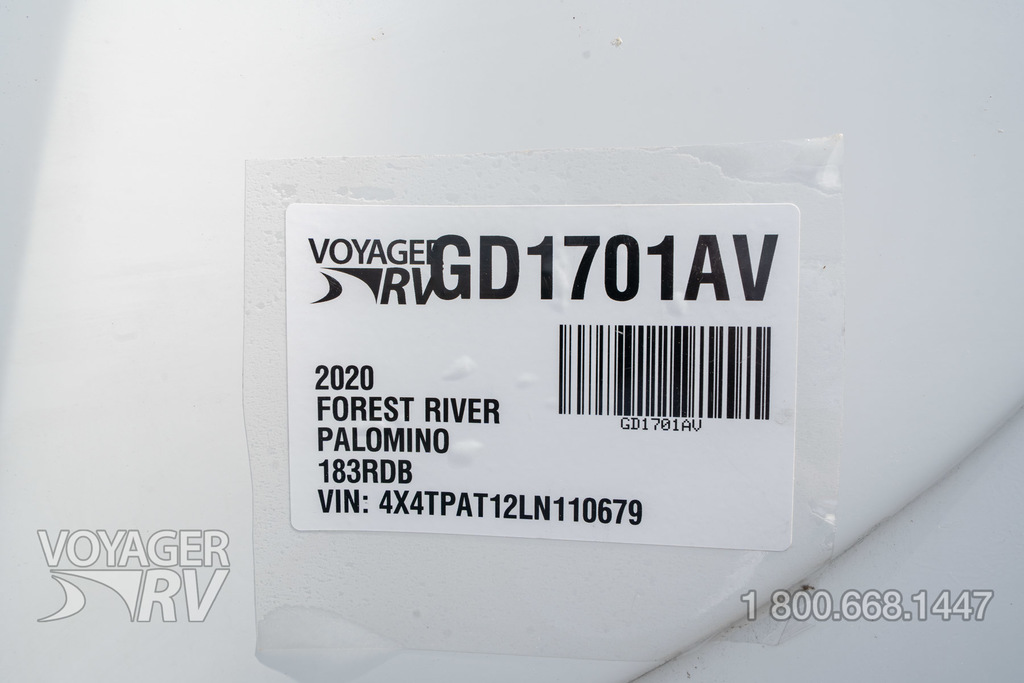 VOYAGER GD1701AV
RV
GD1701AV
2020
FOREST RIVER
PALOMINO
183RDB
VIN: 4X4TPAT12LN110679
VOYAGER
RV
1 800.668.1447